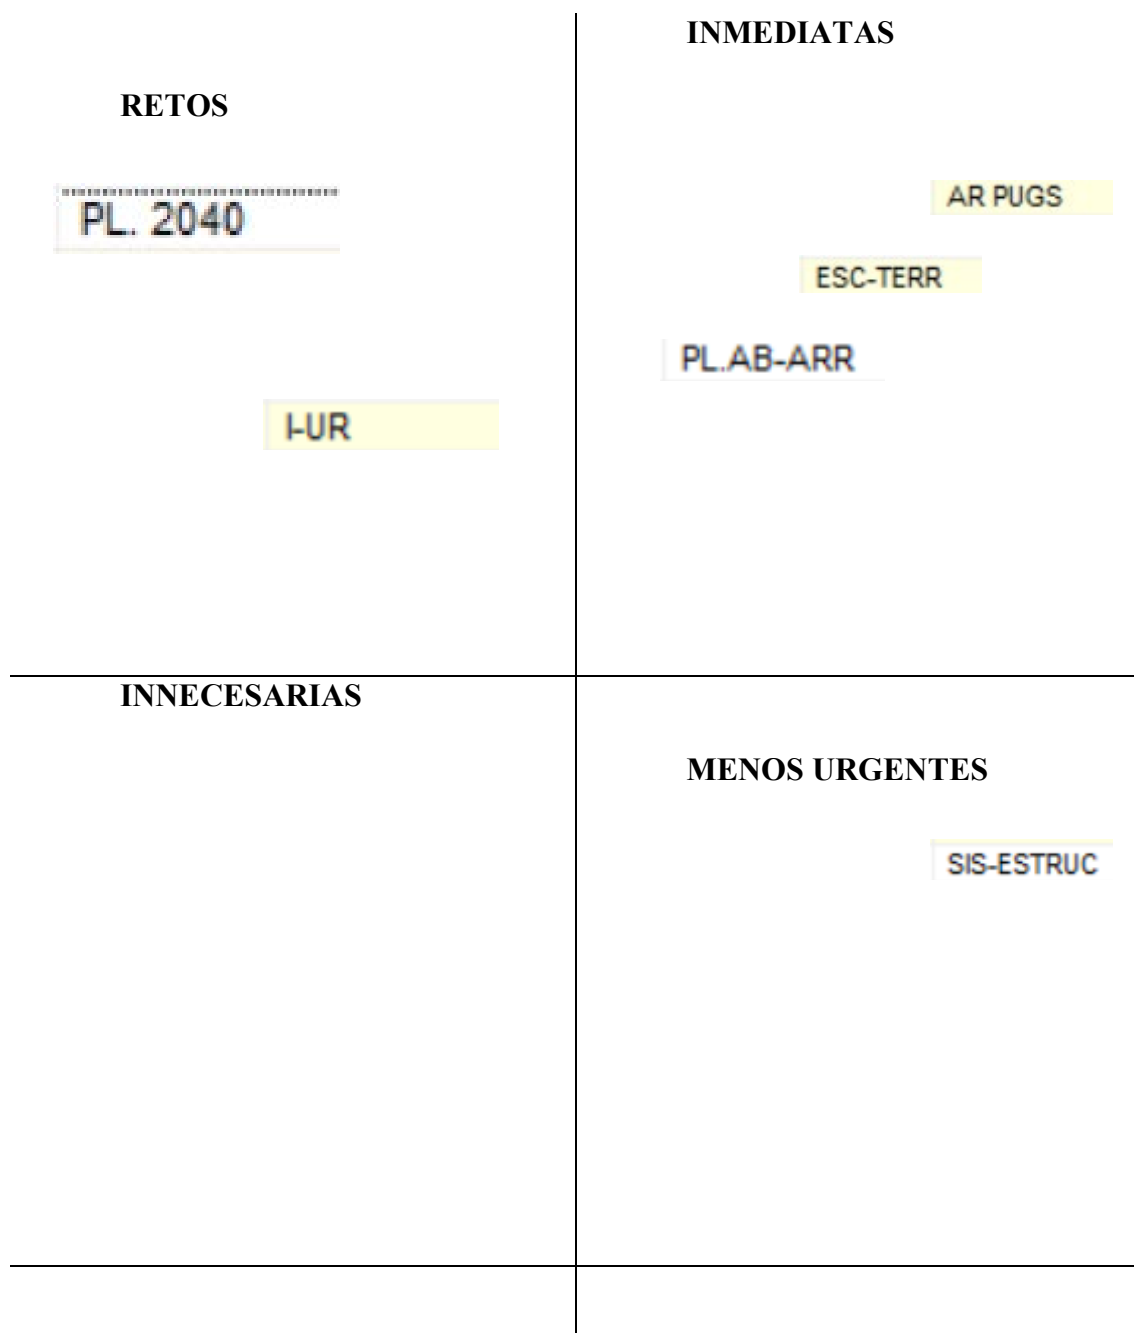 RETOS
PL. 2040
I-UR
INMEDIATAS
AR PUGS
ESC-TERR
PL.AB-ARR
INNECESARIAS
MENOS URGENTES
SIS-ESTRUC